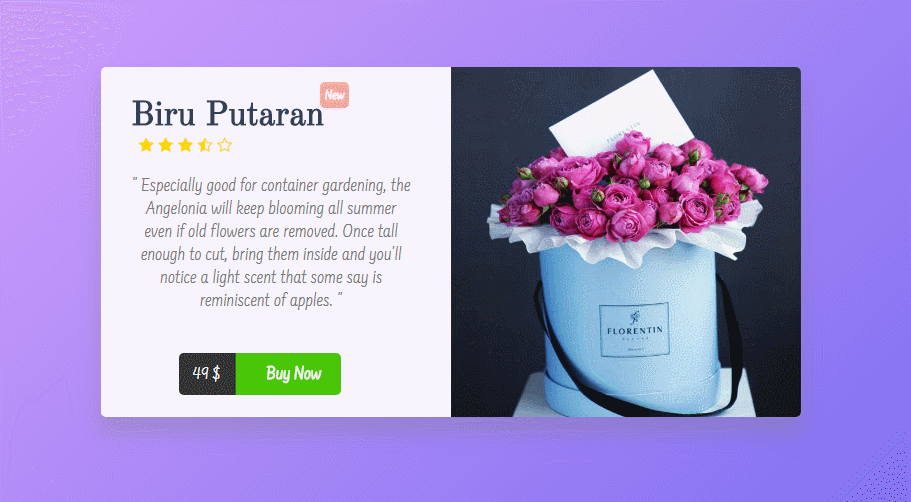 New
Biru Putaran
" Especially good for container gardening, the
Angelonia will keep blooming all summer
even if old flowers are removed. Once tall
enough to cut, bring them inside and you'll
notice a light scent that some say is
reminiscent of apples. "
49 $ Buy Now
FLORENTIN
FLORENTIN